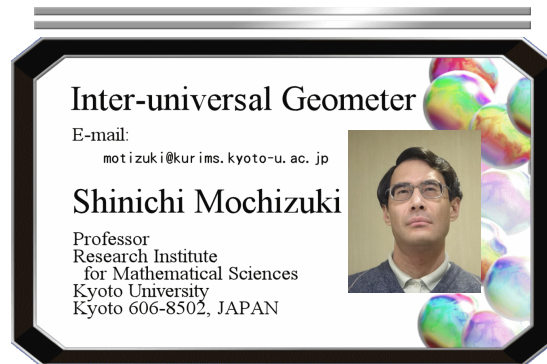 Inter-universal Geometer
E-mail:
motizuki@kurims.kyoto-u.ac.jp
Shinichi Mochizuki
Professor
Research Institute
for Mathematical Sciences
Kyoto University
Kyoto 606-8502, JAPAN